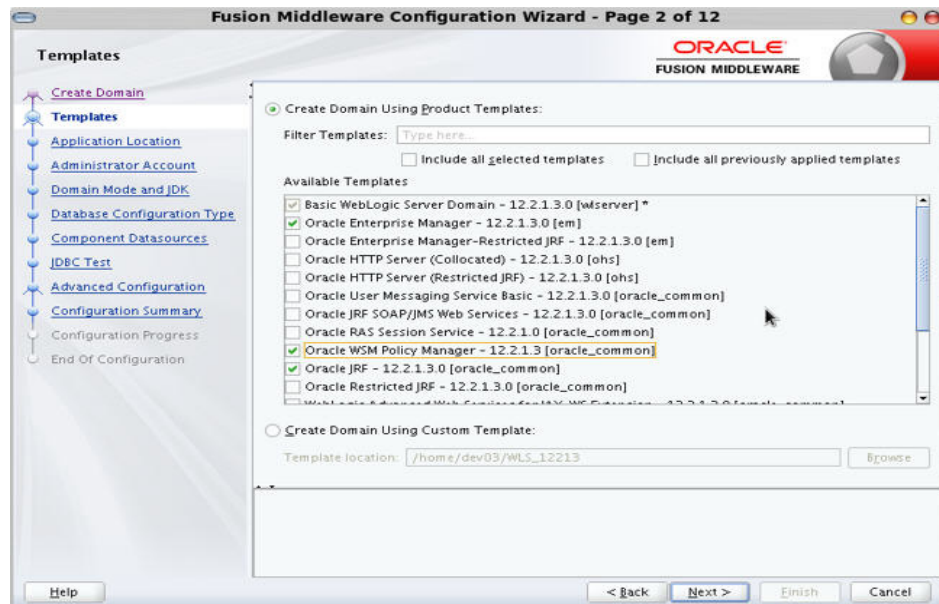 Fusion Middleware Configuration Wizard - Page 2 of 12
Templates
ORACLE
FUSION MIDDLEWARE
Create Domain
Templates
Application Location
Administrator Account
Domain Mode and JDK
Database Configuration Type
Component Datasources
JDBC Test
Advanced Configuration
Configuration Summary
Configuration Progress
End Of Configuration
Create Domain Using Product Templates:
Filter Templates: Type here...
Include all selected templates Include all previously applied templates
Available Templates
Basic WebLogic Server Domain - 12.2.1.3.0 [wlserver] *
Oracle Enterprise Manager - 12.2.1.3.0 [em]
Oracle Enterprise Manager-Restricted JRF - 12.2.1.3.0 [em]
Oracle HTTP Server (Collocated) - 12.2.1.3.0 [ohs]
Oracle HTTP Server (Restricted JRF) - 12.2.1.3.0 [ohs]
Oracle User Messaging Service Basic - 12.2.1.3.0 [oracle_common]
Oracle JRF SOAP/JMS Web Services - 12.2.1.3.0 [oracle_common]
Oracle RAS Session Service - 12.2.1.0 [oracle_common]
Oracle WSM Policy Manager - 12.2.1.3 [oracle_common]
Oracle JRF - 12.2.1.3.0 [oracle_common]
Oracle Restricted JRF - 12.2.1.3.0 [oracle_common]
Create Domain Using Custom Template:
Template location: /home/dev03/WLS_12213 Browse
Help < Back Next > Finish Cancel